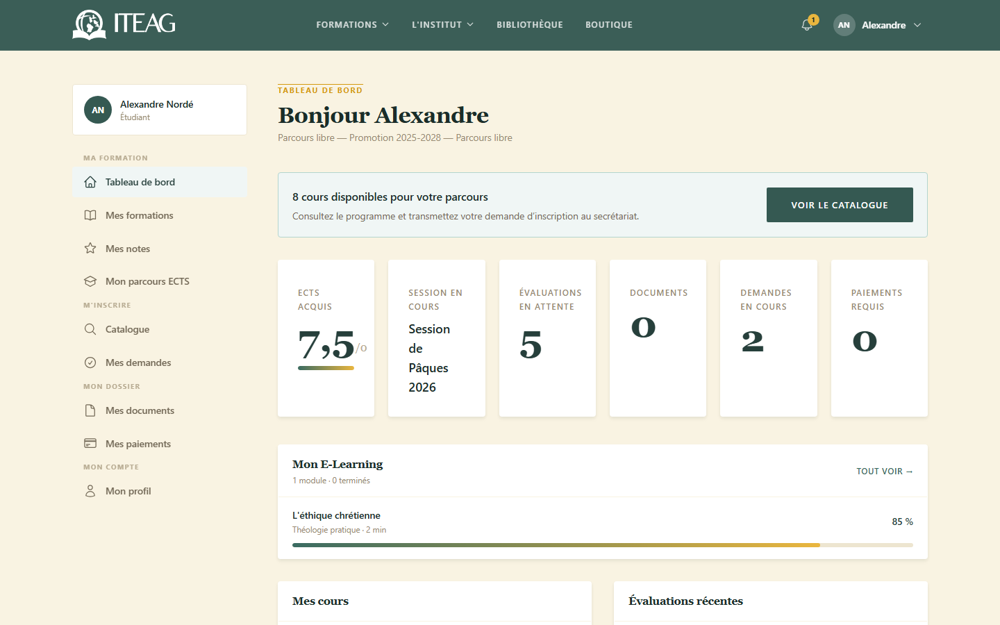 ITEAG
FORMATIONS
L'INSTITUT
BIBLIOTHÈQUE
BOUTIQUE
1
AN
Alexandre
AN
Alexandre Nordé
Étudiant
MA FORMATION
Tableau de bord
Mes formations
Mes notes
Mon parcours ECTS
M'INSCRIRE
Catalogue
Mes demandes
MON DOSSIER
Mes documents
Mes paiements
MON COMPTE
Mon profil
TABLEAU DE BORD
Bonjour Alexandre
Parcours libre — Promotion 2025-2028 — Parcours libre
8 cours disponibles pour votre parcours
Consultez le programme et transmettez votre demande d’inscription au secrétariat.
VOIR LE CATALOGUE
ECTS
ACQUIS
7,5/0
SESSION EN
COURS
Session
de
Pâques
2026
ÉVALUATIONS
EN ATTENTE
5
DOCUMENTS
0
DEMANDES
EN COURS
2
PAIEMENTS
REQUIS
0
Mon E-Learning
1 module · 0 terminés
TOUT VOIR →
L'éthique chrétienne
Théologie pratique · 2 min
85 %
Mes cours
Évaluations récentes